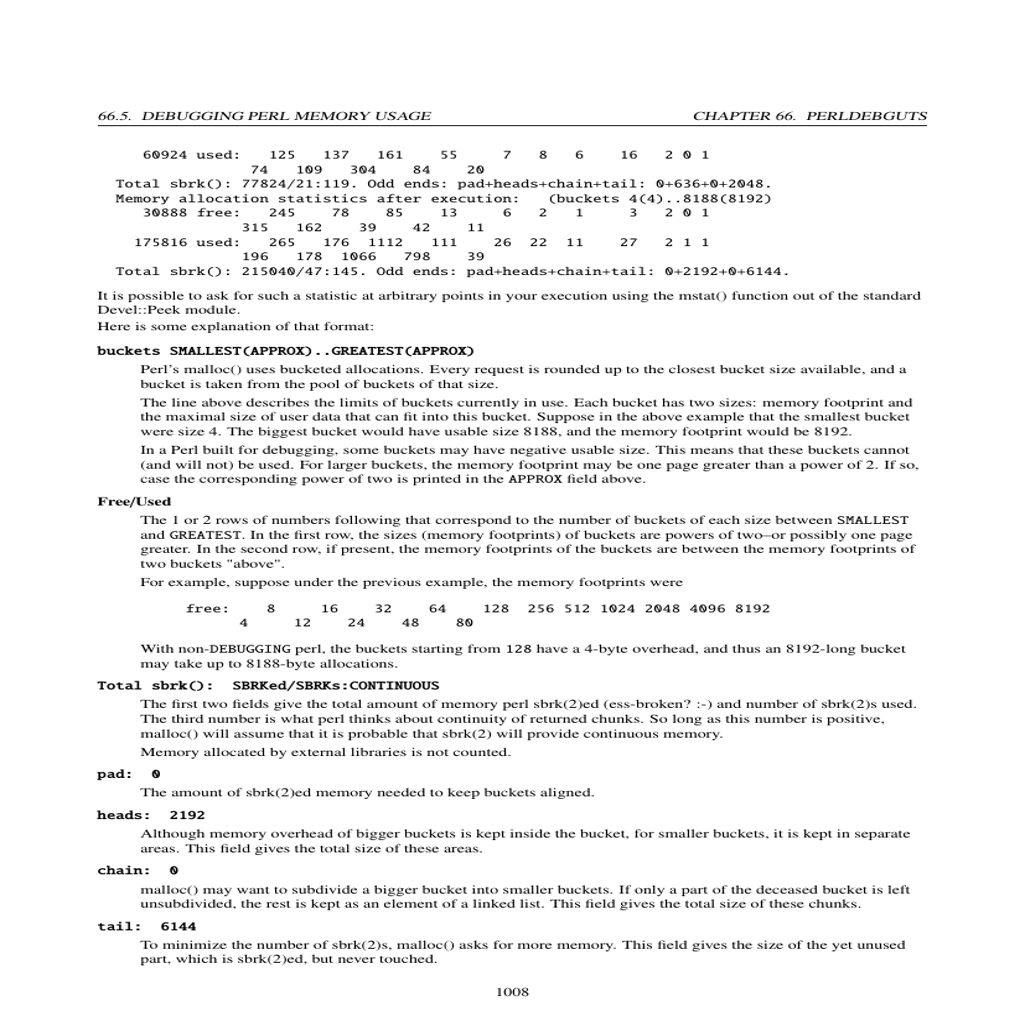 66.5. DEBUGGING PERL MEMORY USAGE CHAPTER 66. PERLDEBGUTS
60924 used: 125 137 161 55 7 8 6 16 2 0 1
74 109 304 84 20
Total sbrk(): 77824/21:119. Odd ends: pad+heads+chain+tail: 0+636+0+2048.
Memory allocation statistics after execution: (buckets 4(4)..8188(8192)
30888 free: 245 78 85 13 6 2 1 3 2 0 1
315 162 39 42 11
175816 used: 265 176 1112 111 26 22 11 27 2 1 1
196 178 1066 798 39
Total sbrk(): 215040/47:145. Odd ends: pad+heads+chain+tail: 0+2192+0+6144.
It is possible to ask for such a statistic at arbitrary points in your execution using the mstat() function out of the standard
Devel::Peek module.
Here is some explanation of that format:
buckets SMALLEST(APPROX)..GREATEST(APPROX)
Perl's malloc() uses bucketed allocations. Every request is rounded up to the closest bucket size available, and a
bucket is taken from the pool of buckets of that size.
The line above describes the limits of buckets currently in use. Each bucket has two sizes: memory footprint and
the maximal size of user data that can fit into this bucket. Suppose in the above example that the smallest bucket
were size 4. The biggest bucket would have usable size 8188, and the memory footprint would be 8192.
In a Perl built for debugging, some buckets may have negative usable size. This means that these buckets cannot
(and will not) be used. For larger buckets, the memory footprint may be one page greater than a power of 2. If so,
case the corresponding power of two is printed in the APPROX field above.
Free/Used
The 1 or 2 rows of numbers following that correspond to the number of buckets of each size between SMALLEST
and GREATEST. In the first row, the sizes (memory footprints) of buckets are powers of two–or possibly one page
greater. In the second row, if present, the memory footprints of the buckets are between the memory footprints of
two buckets "above".
For example, suppose under the previous example, the memory footprints were
free: 8 16 32 64 128 256 512 1024 2048 4096 8192
4 12 24 48 80
With non-DEBUGGING perl, the buckets starting from 128 have a 4-byte overhead, and thus an 8192-long bucket
may take up to 8188-byte allocations.
Total sbrk(): SBRKed/SBRKs:CONTINUOUS
The first two fields give the total amount of memory perl sbrk(2)ed (ess-broken? :-) and number of sbrk(2)s used.
The third number is what perl thinks about continuity of returned chunks. So long as this number is positive,
malloc() will assume that it is probable that sbrk(2) will provide continuous memory.
Memory allocated by external libraries is not counted.
pad: 0
The amount of sbrk(2)ed memory needed to keep buckets aligned.
heads: 2192
Although memory overhead of bigger buckets is kept inside the bucket, for smaller buckets, it is kept in separate
areas. This field gives the total size of these areas.
chain: 0
malloc() may want to subdivide a bigger bucket into smaller buckets. If only a part of the deceased bucket is left
unsubdivided, the rest is kept as an element of a linked list. This field gives the total size of these chunks.
tail: 6144
To minimize the number of sbrk(2)s, malloc() asks for more memory. This field gives the size of the yet unused
part, which is sbrk(2)ed, but never touched.
1008